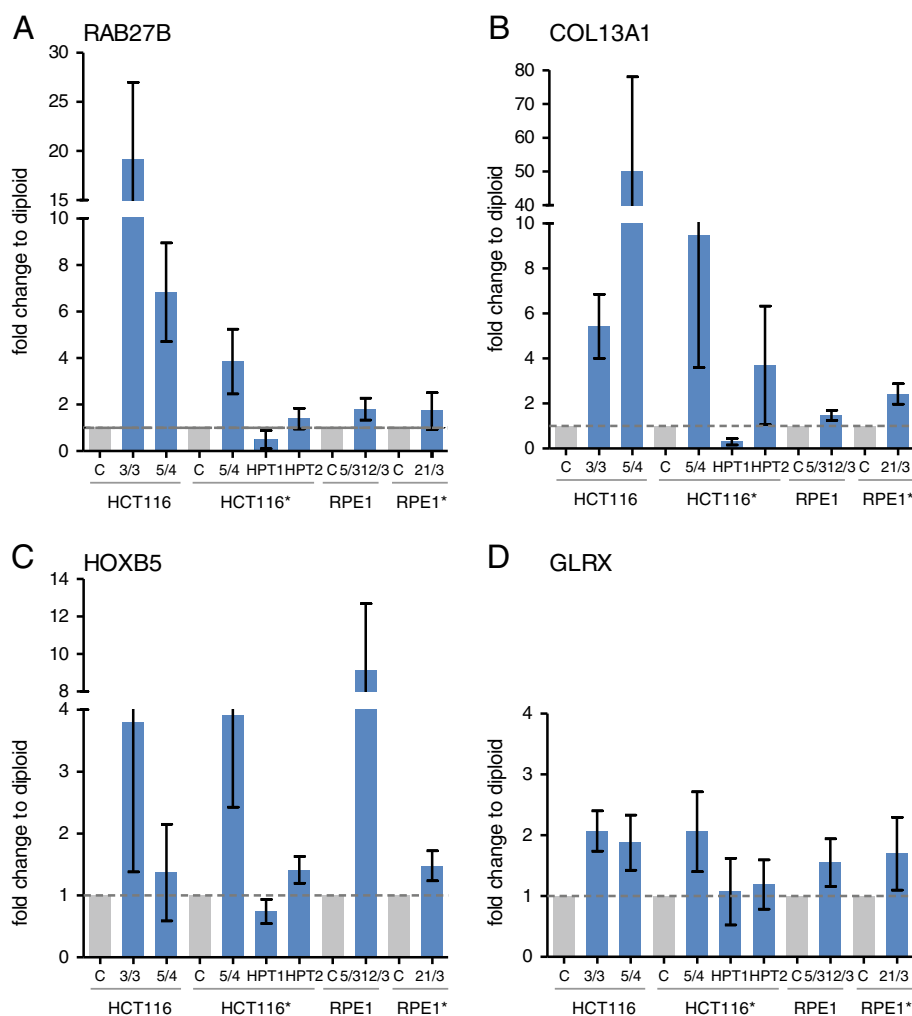 A RAB27B
30
25
20
15
10
8
6
4
2
0
fold change to diploid
C 3/3 5/4 C 5/4 HPT1 HPT2 C 5/3 12/3 C 21/3
HCT116 HCT116* RPE1 RPE1*
B COL13A1
80
70
60
50
40
10
8
6
4
2
0
fold change to diploid
C 3/3 5/4 C 5/4 HPT1 HPT2 C 5/3 12/3 C 21/3
HCT116 HCT116* RPE1 RPE1*
C HOXB5
14
12
10
8
4
3
2
1
0
fold change to diploid
C 3/3 5/4 C 5/4 HPT1 HPT2 C 5/3 12/3 C 21/3
HCT116 HCT116* RPE1 RPE1*
D GLRX
4
3
2
1
0
fold change to diploid
C 3/3 5/4 C 5/4 HPT1 HPT2 C 5/3 12/3 C 21/3
HCT116 HCT116* RPE1 RPE1*